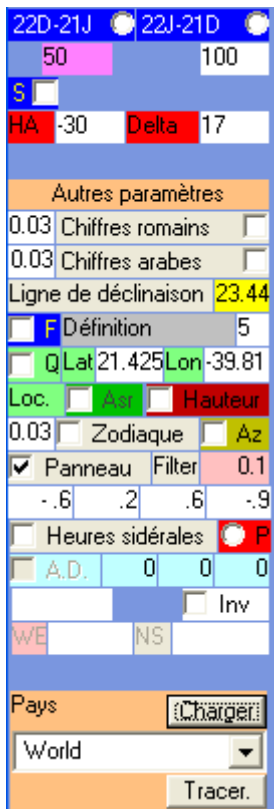 22D-21J 22J-21D
50 100
S
HA -30 Delta 17
Autres paramètres
0.03 Chiffres romains
0.03 Chiffres arabes
Ligne de déclinaison 23.44
F Définition 5
Q Lat 21.425 Lon -39.81
Loc. Asr Hauteur
0.03 Zodiaque Az
Panneau Filter 0.1
-.6 .2 .6 -.9
Heures sidérales P
A.D. 0 0 0
Inv
WE NS
Pays Charger
World
Tracer.